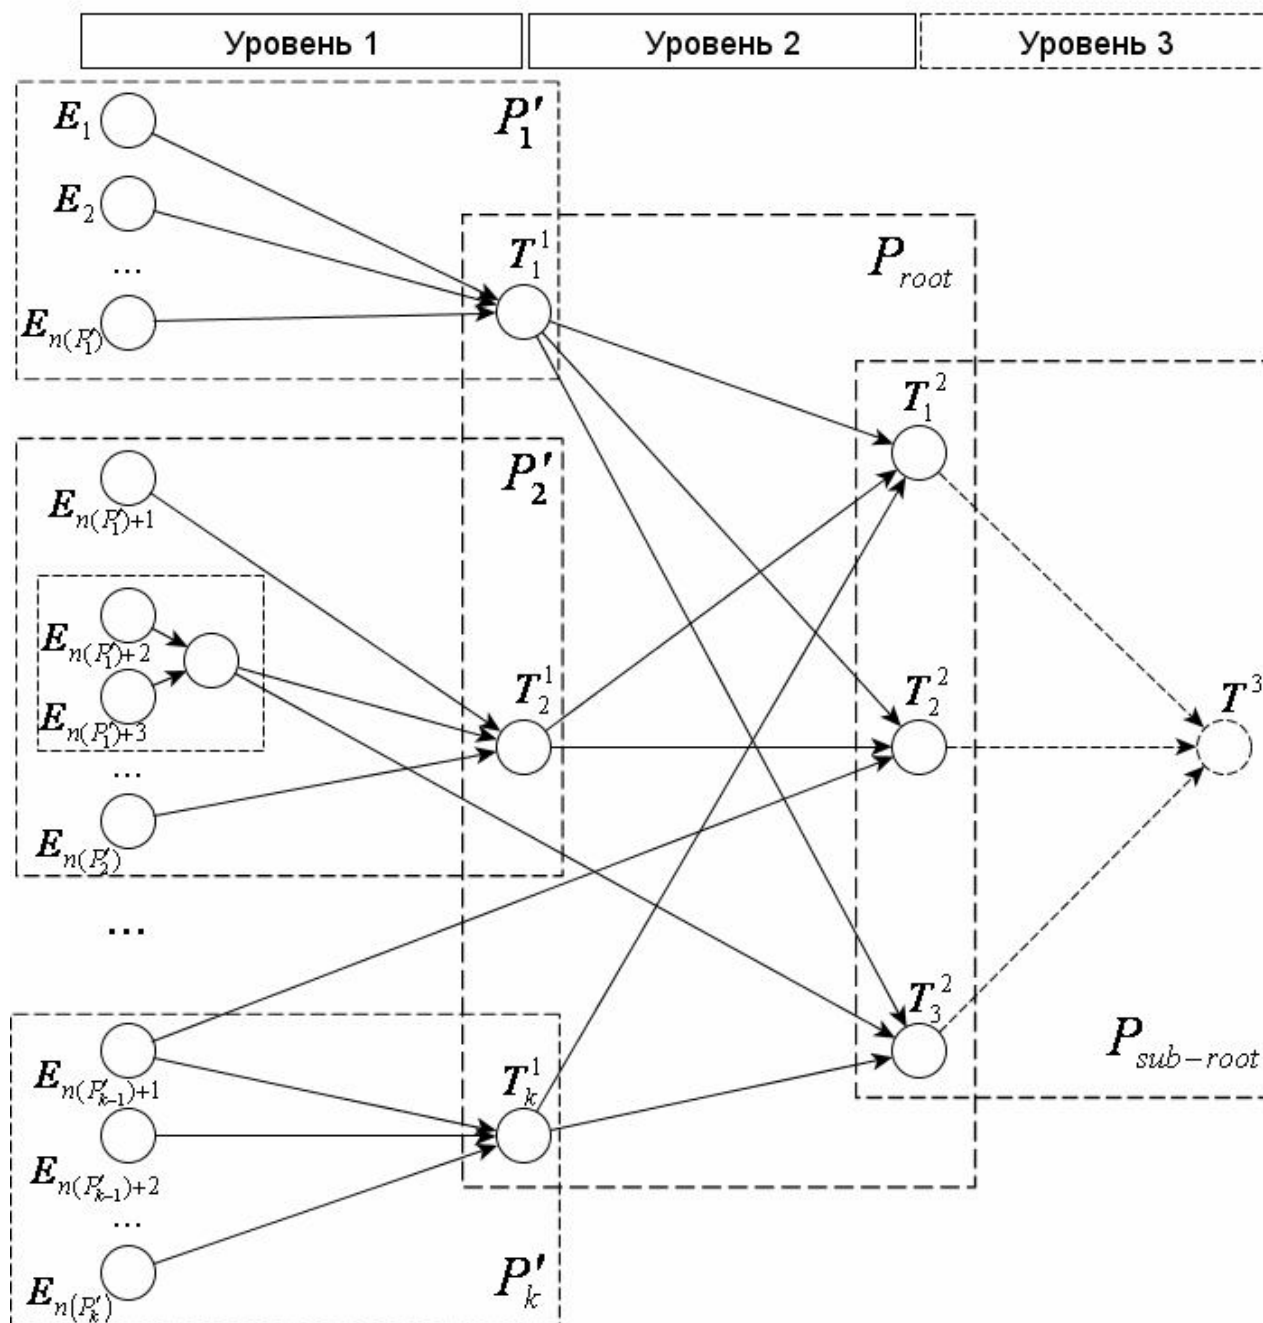 Уровень 1 Уровень 2 Уровень 3
E₁ P′₁
E₂
T₁¹ P_root
...
E_n(P′₁)
T₁²
P′₂
E_n(P′₁)+1
E_n(P′₁)+2
T₂¹ T₂² T³
E_n(P′₁)+3
...
E_n(P′₂)
...
T₃²
P_sub-root
E_n(P′ₖ₋₁)+1 Tₖ¹
E_n(P′ₖ₋₁)+2
...
E_n(P′ₖ) P′ₖ